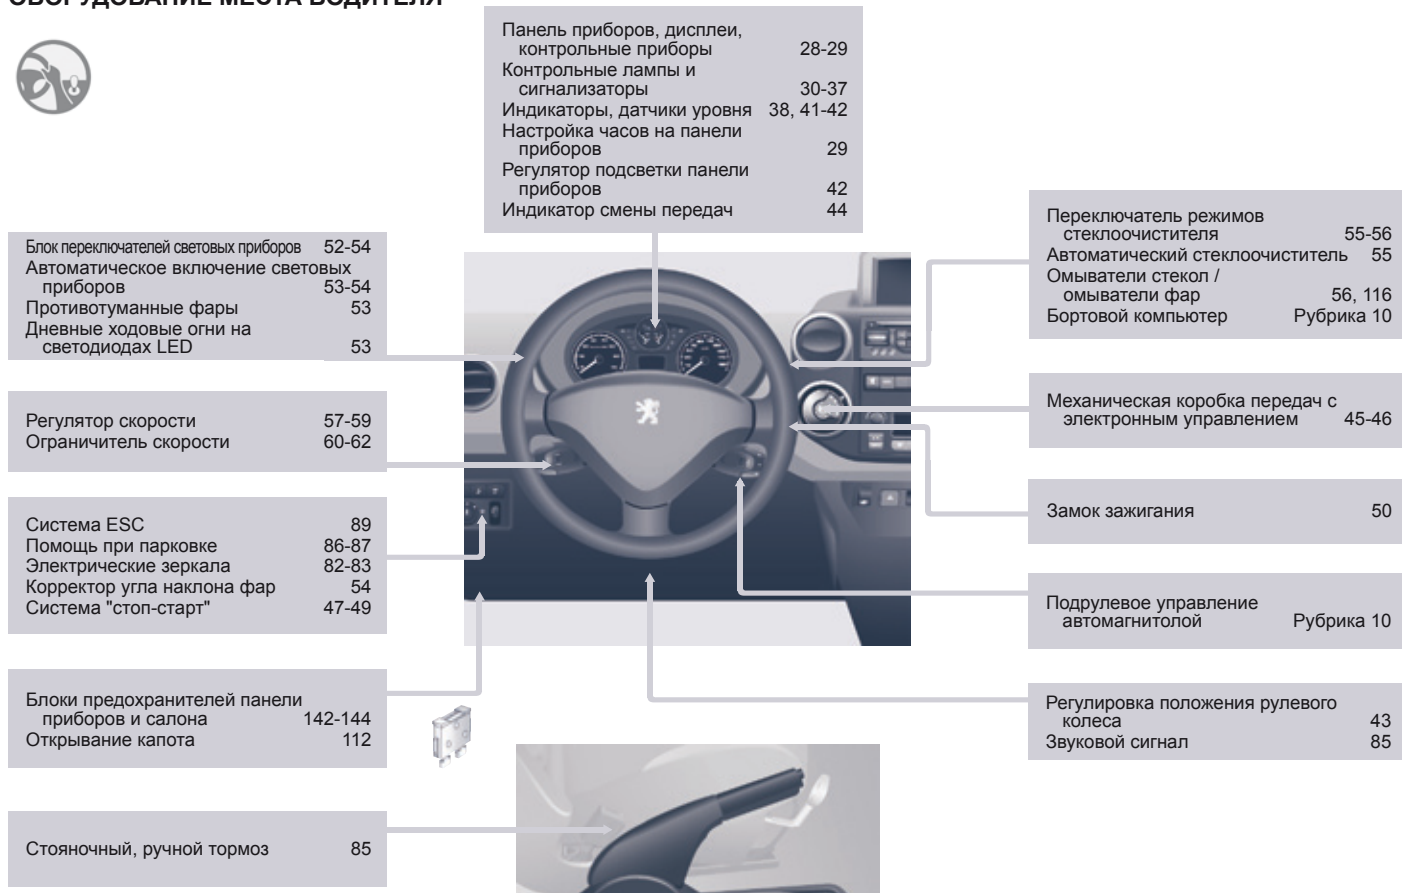 ОБОРУДОВАНИЕ МЕСТА ВОДИТЕЛЯ
Панель приборов, дисплеи,
контрольные приборы 28-29
Контрольные лампы и
сигнализаторы 30-37
Индикаторы, датчики уровня 38, 41-42
Настройка часов на панели
приборов 29
Регулятор подсветки панели
приборов 42
Индикатор смены передач 44
Блок переключателей световых приборов 52-54
Автоматическое включение световых
приборов 53-54
Противотуманные фары 53
Дневные ходовые огни на
светодиодах LED 53
Регулятор скорости 57-59
Ограничитель скорости 60-62
Система ESC 89
Помощь при парковке 86-87
Электрические зеркала 82-83
Корректор угла наклона фар 54
Система "стоп-старт" 47-49
Блоки предохранителей панели
приборов и салона 142-144
Открывание капота 112
Стояночный, ручной тормоз 85
Переключатель режимов
стеклоочистителя 55-56
Автоматический стеклоочиститель 55
Омыватели стекол /
омыватели фар 56, 116
Бортовой компьютер Рубрика 10
Механическая коробка передач с
электронным управлением 45-46
Замок зажигания 50
Подрулевое управление
автомагнитолой Рубрика 10
Регулировка положения рулевого
колеса 43
Звуковой сигнал 85